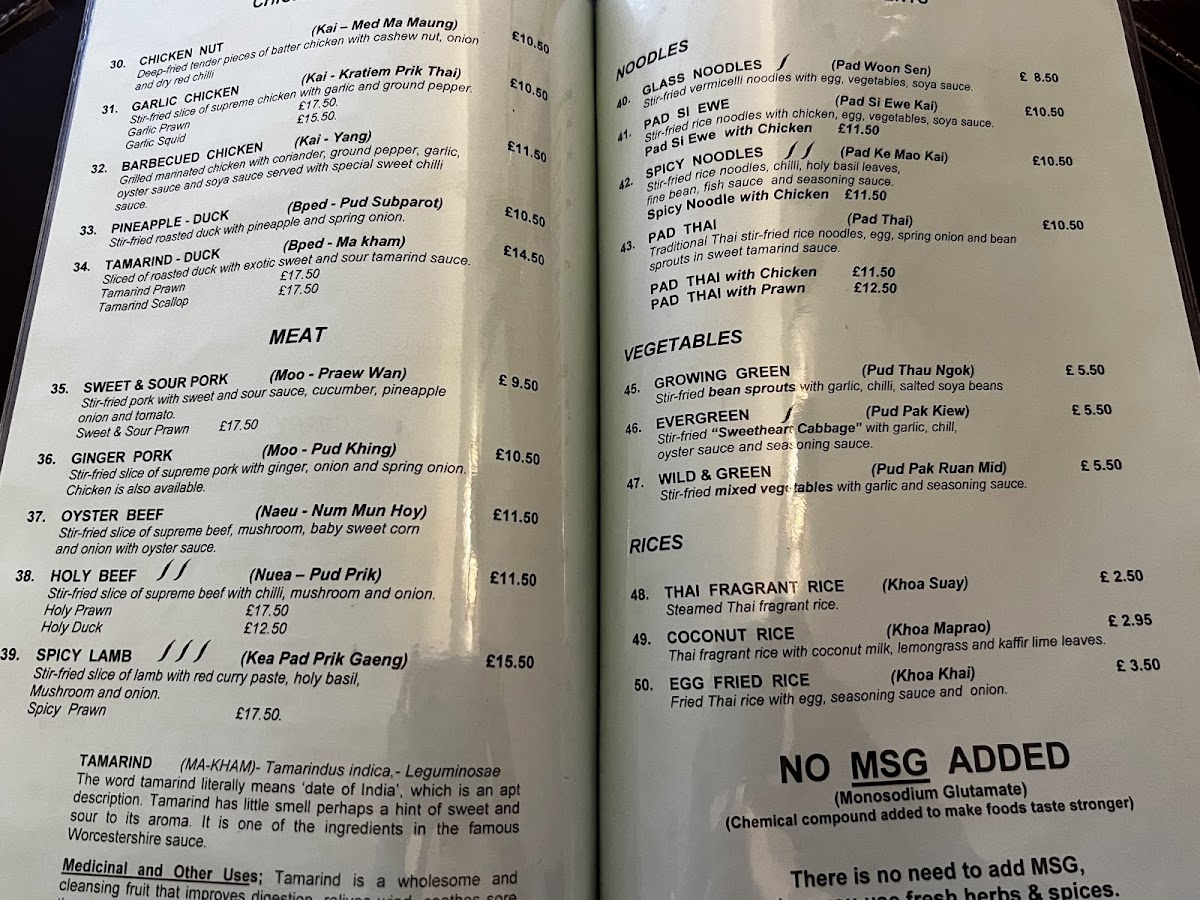 30. CHICKEN NUT (Kai – Med Ma Maung) £10.50
Deep-fried tender pieces of batter chicken with cashew nut, onion
and dry red chilli
31. GARLIC CHICKEN (Kai - Kratiem Prik Thai) £10.50
Stir-fried slice of supreme chicken with garlic and ground pepper.
Garlic Prawn £17.50.
Garlic Squid £15.50.
32. BARBECUED CHICKEN (Kai - Yang) £11.50
Grilled marinated chicken with coriander, ground pepper, garlic,
oyster sauce and soya sauce served with special sweet chilli
sauce.
33. PINEAPPLE - DUCK (Bped - Pud Subparot) £10.50
Stir-fried roasted duck with pineapple and spring onion.
34. TAMARIND - DUCK (Bped - Ma kham) £14.50
Sliced of roasted duck with exotic sweet and sour tamarind sauce.
Tamarind Prawn £17.50
Tamarind Scallop £17.50
MEAT
35. SWEET & SOUR PORK (Moo - Praew Wan) £ 9.50
Stir-fried pork with sweet and sour sauce, cucumber, pineapple
onion and tomato.
Sweet & Sour Prawn £17.50
36. GINGER PORK (Moo - Pud Khing) £10.50
Stir-fried slice of supreme pork with ginger, onion and spring onion.
Chicken is also available.
37. OYSTER BEEF (Naeu - Num Mun Hoy) £11.50
Stir-fried slice of supreme beef, mushroom, baby sweet corn
and onion with oyster sauce.
38. HOLY BEEF (Nuea – Pud Prik) £11.50
Stir-fried slice of supreme beef with chilli, mushroom and onion.
Holy Prawn £17.50
Holy Duck £12.50
39. SPICY LAMB (Kea Pad Prik Gaeng) £15.50
Stir-fried slice of lamb with red curry paste, holy basil,
Mushroom and onion.
Spicy Prawn £17.50.
TAMARIND (MA-KHAM)- Tamarindus indica,- Leguminosae
The word tamarind literally means ‘date of India’, which is an apt
description. Tamarind has little smell perhaps a hint of sweet and
sour to its aroma. It is one of the ingredients in the famous
Worcestershire sauce.
Medicinal and Other Uses; Tamarind is a wholesome and
cleansing fruit that improves digestion, relives wind, soothes sore
NOODLES
40. GLASS NOODLES (Pad Woon Sen) £ 8.50
Stir-fried vermicelli noodles with egg, vegetables, soya sauce.
41. PAD SI EWE (Pad Si Ewe Kai) £10.50
Stir-fried rice noodles with chicken, egg, vegetables, soya sauce.
Pad Si Ewe with Chicken £11.50
42. SPICY NOODLES (Pad Ke Mao Kai) £10.50
Stir-fried rice noodles, chilli, holy basil leaves,
fine bean, fish sauce and seasoning sauce.
Spicy Noodle with Chicken £11.50
43. PAD THAI (Pad Thai) £10.50
Traditional Thai stir-fried rice noodles, egg, spring onion and bean
sprouts in sweet tamarind sauce.
PAD THAI with Chicken £11.50
PAD THAI with Prawn £12.50
VEGETABLES
45. GROWING GREEN (Pud Thau Ngok) £ 5.50
Stir-fried bean sprouts with garlic, chilli, salted soya beans
46. EVERGREEN (Pud Pak Kiew) £ 5.50
Stir-fried “Sweetheart Cabbage” with garlic, chill,
oyster sauce and seasoning sauce.
47. WILD & GREEN (Pud Pak Ruan Mid) £ 5.50
Stir-fried mixed vegetables with garlic and seasoning sauce.
RICES
48. THAI FRAGRANT RICE (Khoa Suay) £ 2.50
Steamed Thai fragrant rice.
49. COCONUT RICE (Khoa Maprao) £ 2.95
Thai fragrant rice with coconut milk, lemongrass and kaffir lime leaves.
50. EGG FRIED RICE (Khoa Khai) £ 3.50
Fried Thai rice with egg, seasoning sauce and onion.
NO MSG ADDED
(Monosodium Glutamate)
(Chemical compound added to make foods taste stronger)
There is no need to add MSG,
fresh herbs & spices.